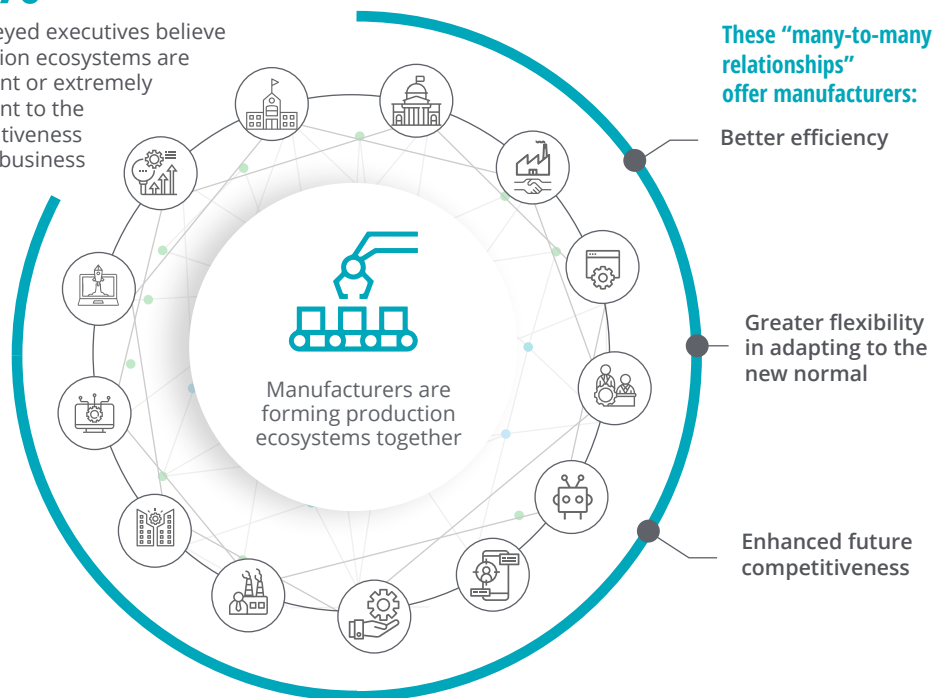 eyed executives believe
ion ecosystems are
nt or extremely
nt to the
itiveness
business
These “many-to-many
relationships”
offer manufacturers:
Better efficiency
Greater flexibility
in adapting to the
new normal
Enhanced future
competitiveness
Manufacturers are
forming production
ecosystems together